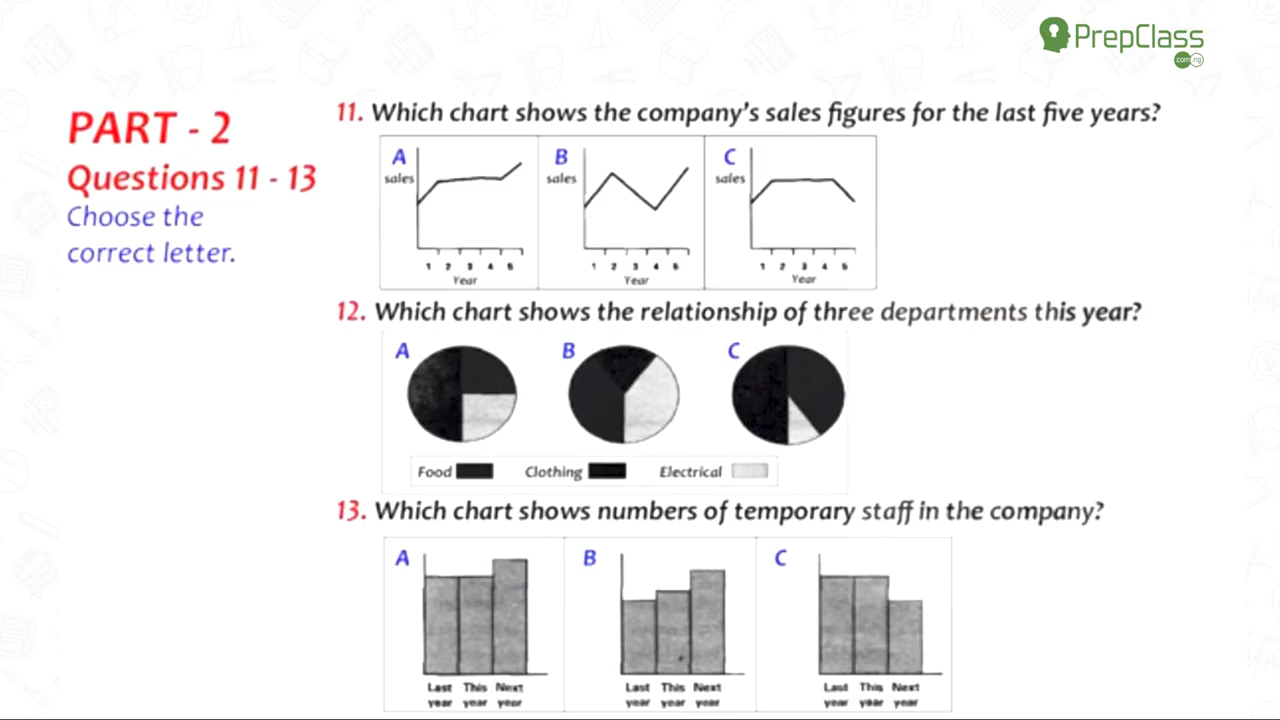 PrepClass
.com.ng
PART - 2
Questions 11 - 13
Choose the
correct letter.
11. Which chart shows the company's sales figures for the last five years?
A B C
sales sales sales
1 2 3 4 5 1 2 3 4 5 1 2 3 4 5
Year Year Year
12. Which chart shows the relationship of three departments this year?
A B C
Food Clothing Electrical
13. Which chart shows numbers of temporary staff in the company?
A B C
Last This Next Last This Next Last This Next
year year year year year year year year year